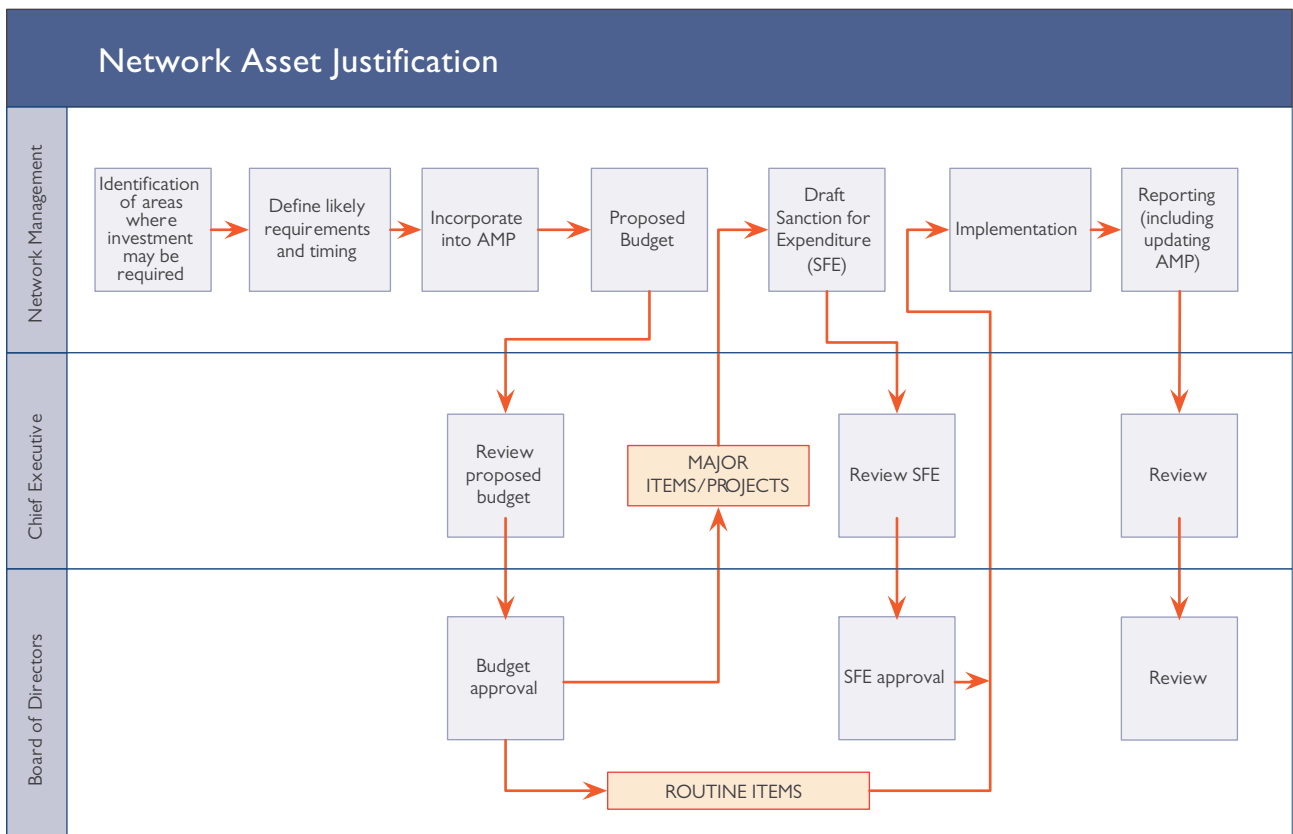 Network Asset Justification
Network Management
Identification
of areas
where
investment
may be
required
Define likely
requirements
and timing
Incorporate
into AMP
Proposed
Budget
Draft
Sanction for
Expenditure
(SFE)
Implementation
Reporting
(including
updating
AMP)
Chief Executive
Review
proposed
budget
MAJOR
ITEMS/PROJECTS
Review SFE
Review
Board of Directors
Budget
approval
SFE approval
Review
ROUTINE ITEMS